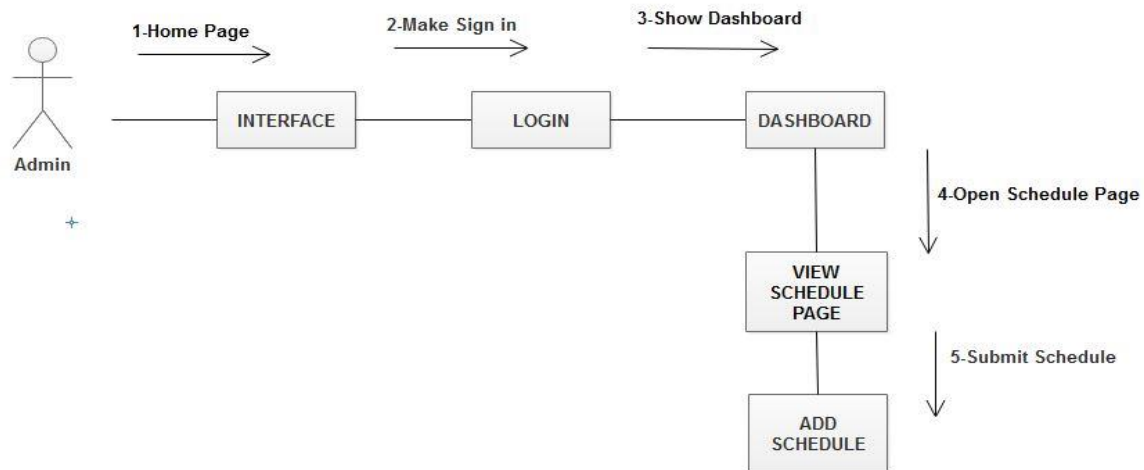 1-Home Page
2-Make Sign in
3-Show Dashboard
INTERFACE
LOGIN
DASHBOARD
Admin
4-Open Schedule Page
VIEW
SCHEDULE
PAGE
5-Submit Schedule
ADD
SCHEDULE